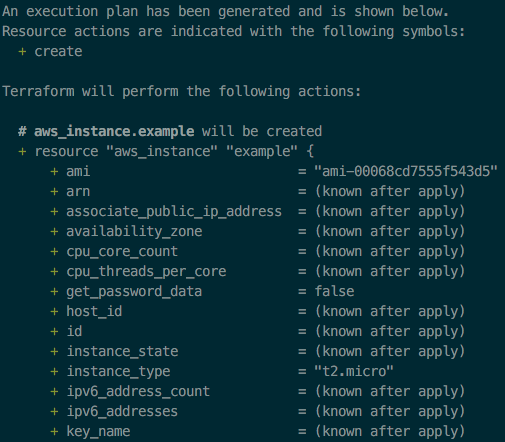 An execution plan has been generated and is shown below.
Resource actions are indicated with the following symbols:
  + create

Terraform will perform the following actions:

  # aws_instance.example will be created
  + resource "aws_instance" "example" {
      + ami                          = "ami-00068cd7555f543d5"
      + arn                          = (known after apply)
      + associate_public_ip_address  = (known after apply)
      + availability_zone            = (known after apply)
      + cpu_core_count               = (known after apply)
      + cpu_threads_per_core         = (known after apply)
      + get_password_data            = false
      + host_id                      = (known after apply)
      + id                           = (known after apply)
      + instance_state               = (known after apply)
      + instance_type                = "t2.micro"
      + ipv6_address_count           = (known after apply)
      + ipv6_addresses               = (known after apply)
      + key_name                     = (known after apply)